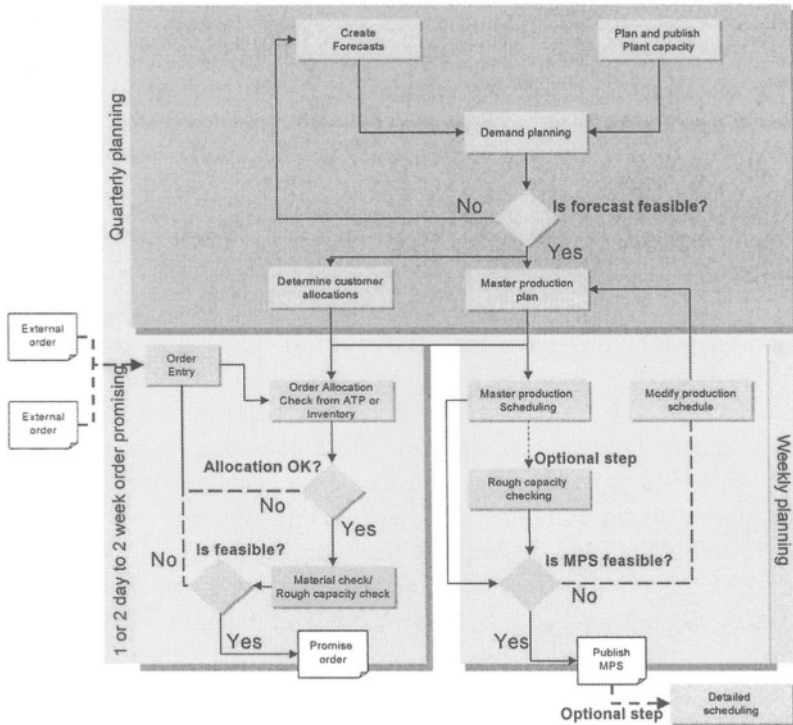 Quarterly planning
Create
Forecasts
Plan and publish
Plant capacity
Demand planning
No
Is forecast feasible?
Yes
Determine customer
allocations
Master production
plan
External
order
External
order
1 or 2 day to 2 week order promising
Order
Entry
Order Allocation
Check from ATP or
Inventory
Allocation OK?
No
Yes
No
Is feasible?
Material check/
Rough capacity check
Yes
Promise
order
Weekly planning
Master production
Scheduling
Modify production
schedule
Optional step
Rough capacity
checking
Is MPS feasible?
No
Yes
Publish
MPS
Optional step
Detailed
scheduling